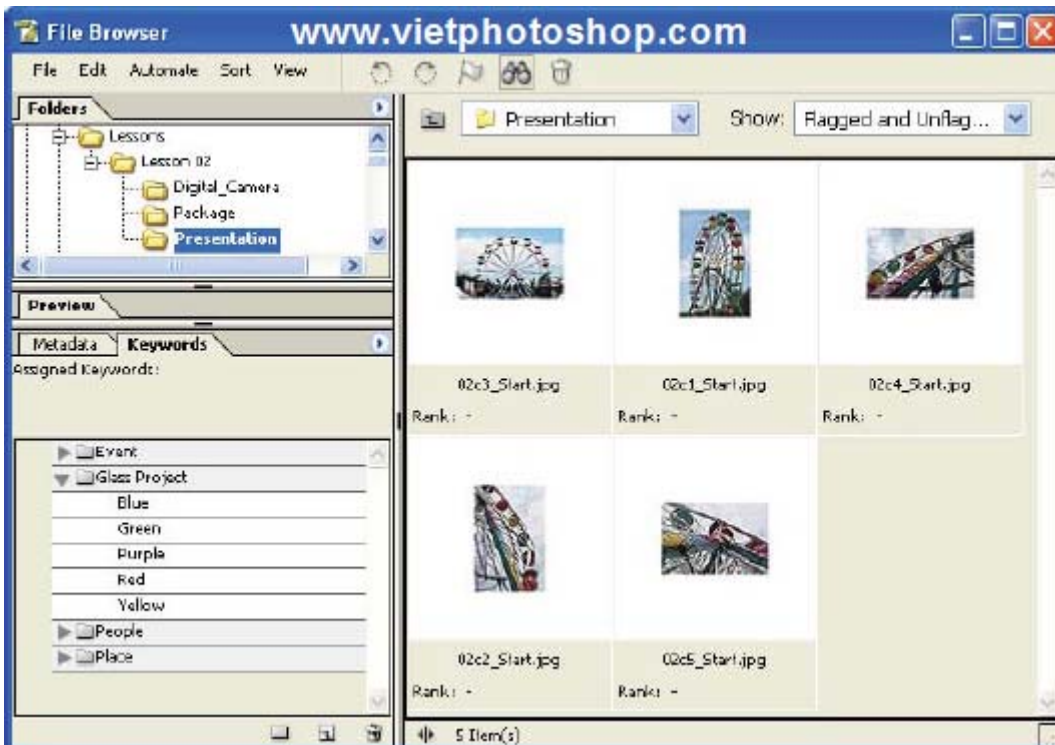 File Browser
www.vietphotoshop.com
File Edit Automate Sort View
Folders
Lessons
Lesson 02
Digital_Camera
Package
Presentation
Preview
Metadata Keywords
Assigned Keywords:
Event
Glass Project
Blue
Green
Purple
Red
Yellow
People
Place
Presentation Show: Flagged and Unflag...
02c3_Start.jpg 02c1_Start.jpg 02c4_Start.jpg
Rank: - Rank: - Rank: -
02c2_Start.jpg 02c5_Start.jpg
Rank: - Rank: -
5 Item(s)